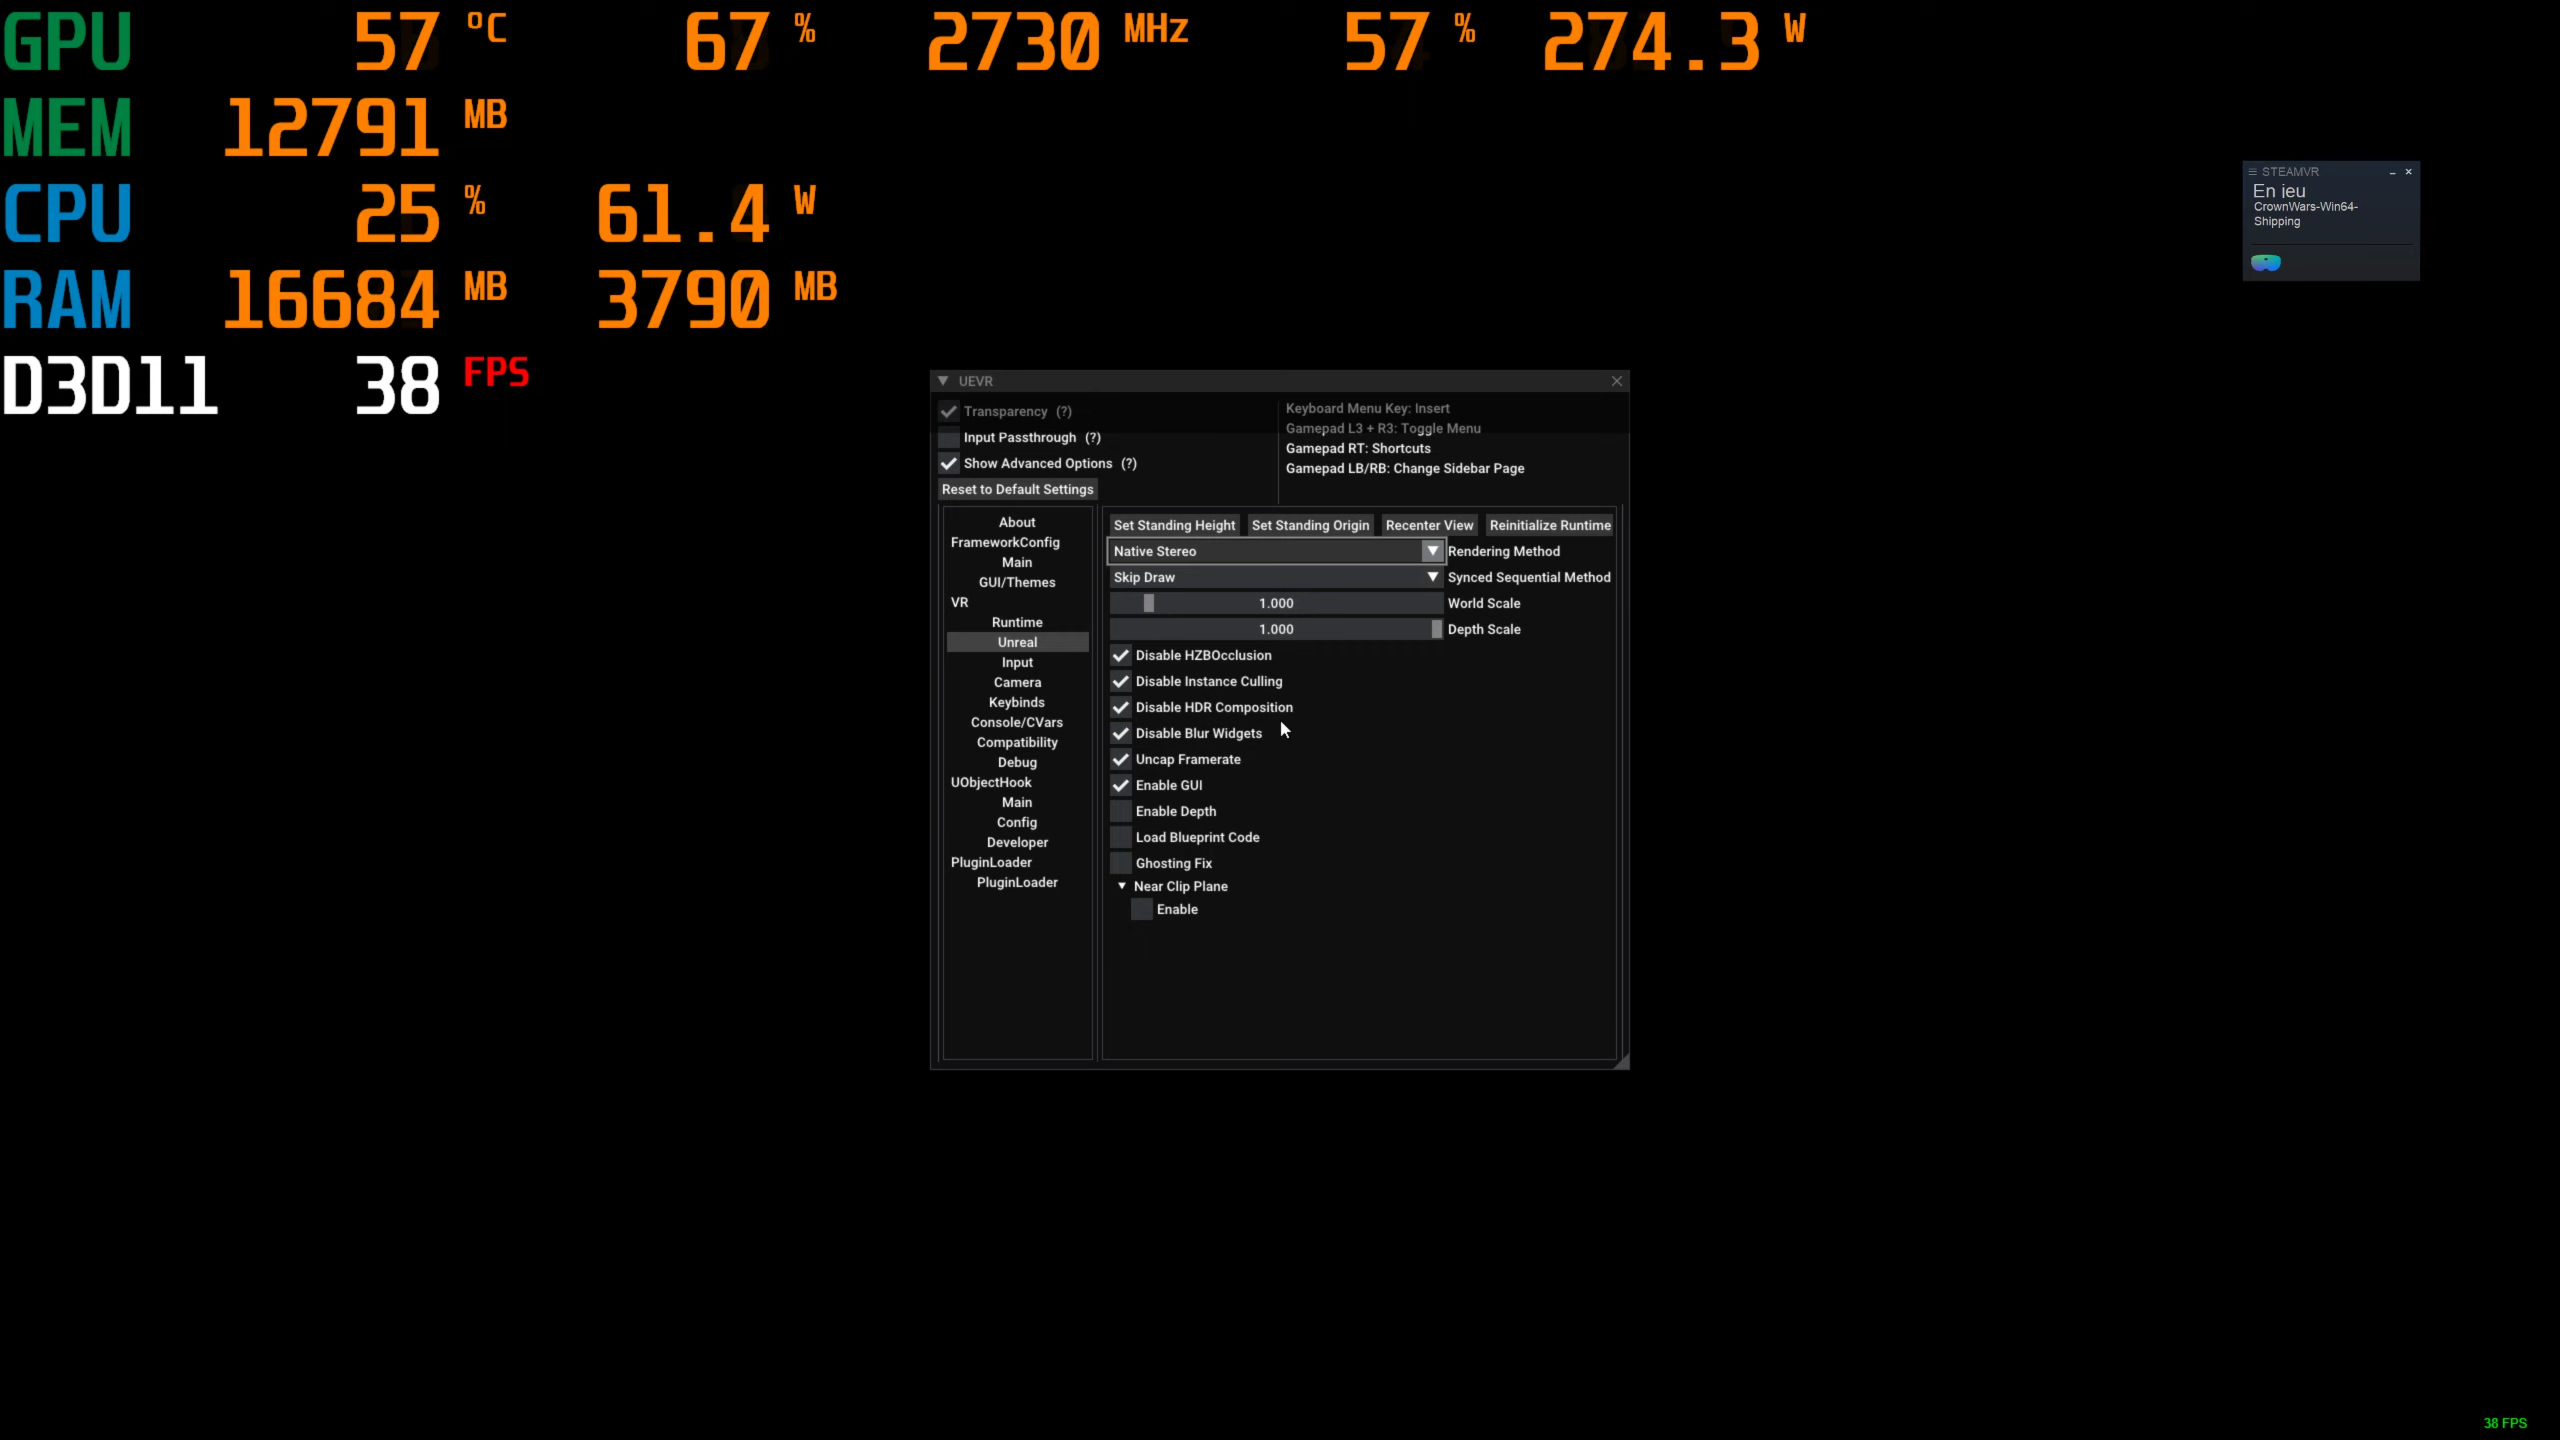 GPU 57 °C 67 % 2730 MHz 57 % 274.3 W
MEM 12791 MB
CPU 25 % 61.4 W
RAM 16684 MB 3790 MB
D3D11 38 FPS
STEAMVR
En jeu
CrownWars-Win64-
Shipping
UEVR
Transparency (?)
Input Passthrough (?)
Show Advanced Options (?)
Reset to Default Settings
Keyboard Menu Key: Insert
Gamepad L3 + R3: Toggle Menu
Gamepad RT: Shortcuts
Gamepad LB/RB: Change Sidebar Page
About
FrameworkConfig
Main
GUI/Themes
VR
Runtime
Unreal
Input
Camera
Keybinds
Console/CVars
Compatibility
Debug
UObjectHook
Main
Config
Developer
PluginLoader
PluginLoader
Set Standing Height Set Standing Origin Recenter View Reinitialize Runtime
Native Stereo Rendering Method
Skip Draw Synced Sequential Method
1.000 World Scale
1.000 Depth Scale
Disable HZBOcclusion
Disable Instance Culling
Disable HDR Composition
Disable Blur Widgets
Uncap Framerate
Enable GUI
Enable Depth
Load Blueprint Code
Ghosting Fix
Near Clip Plane
Enable
38 FPS